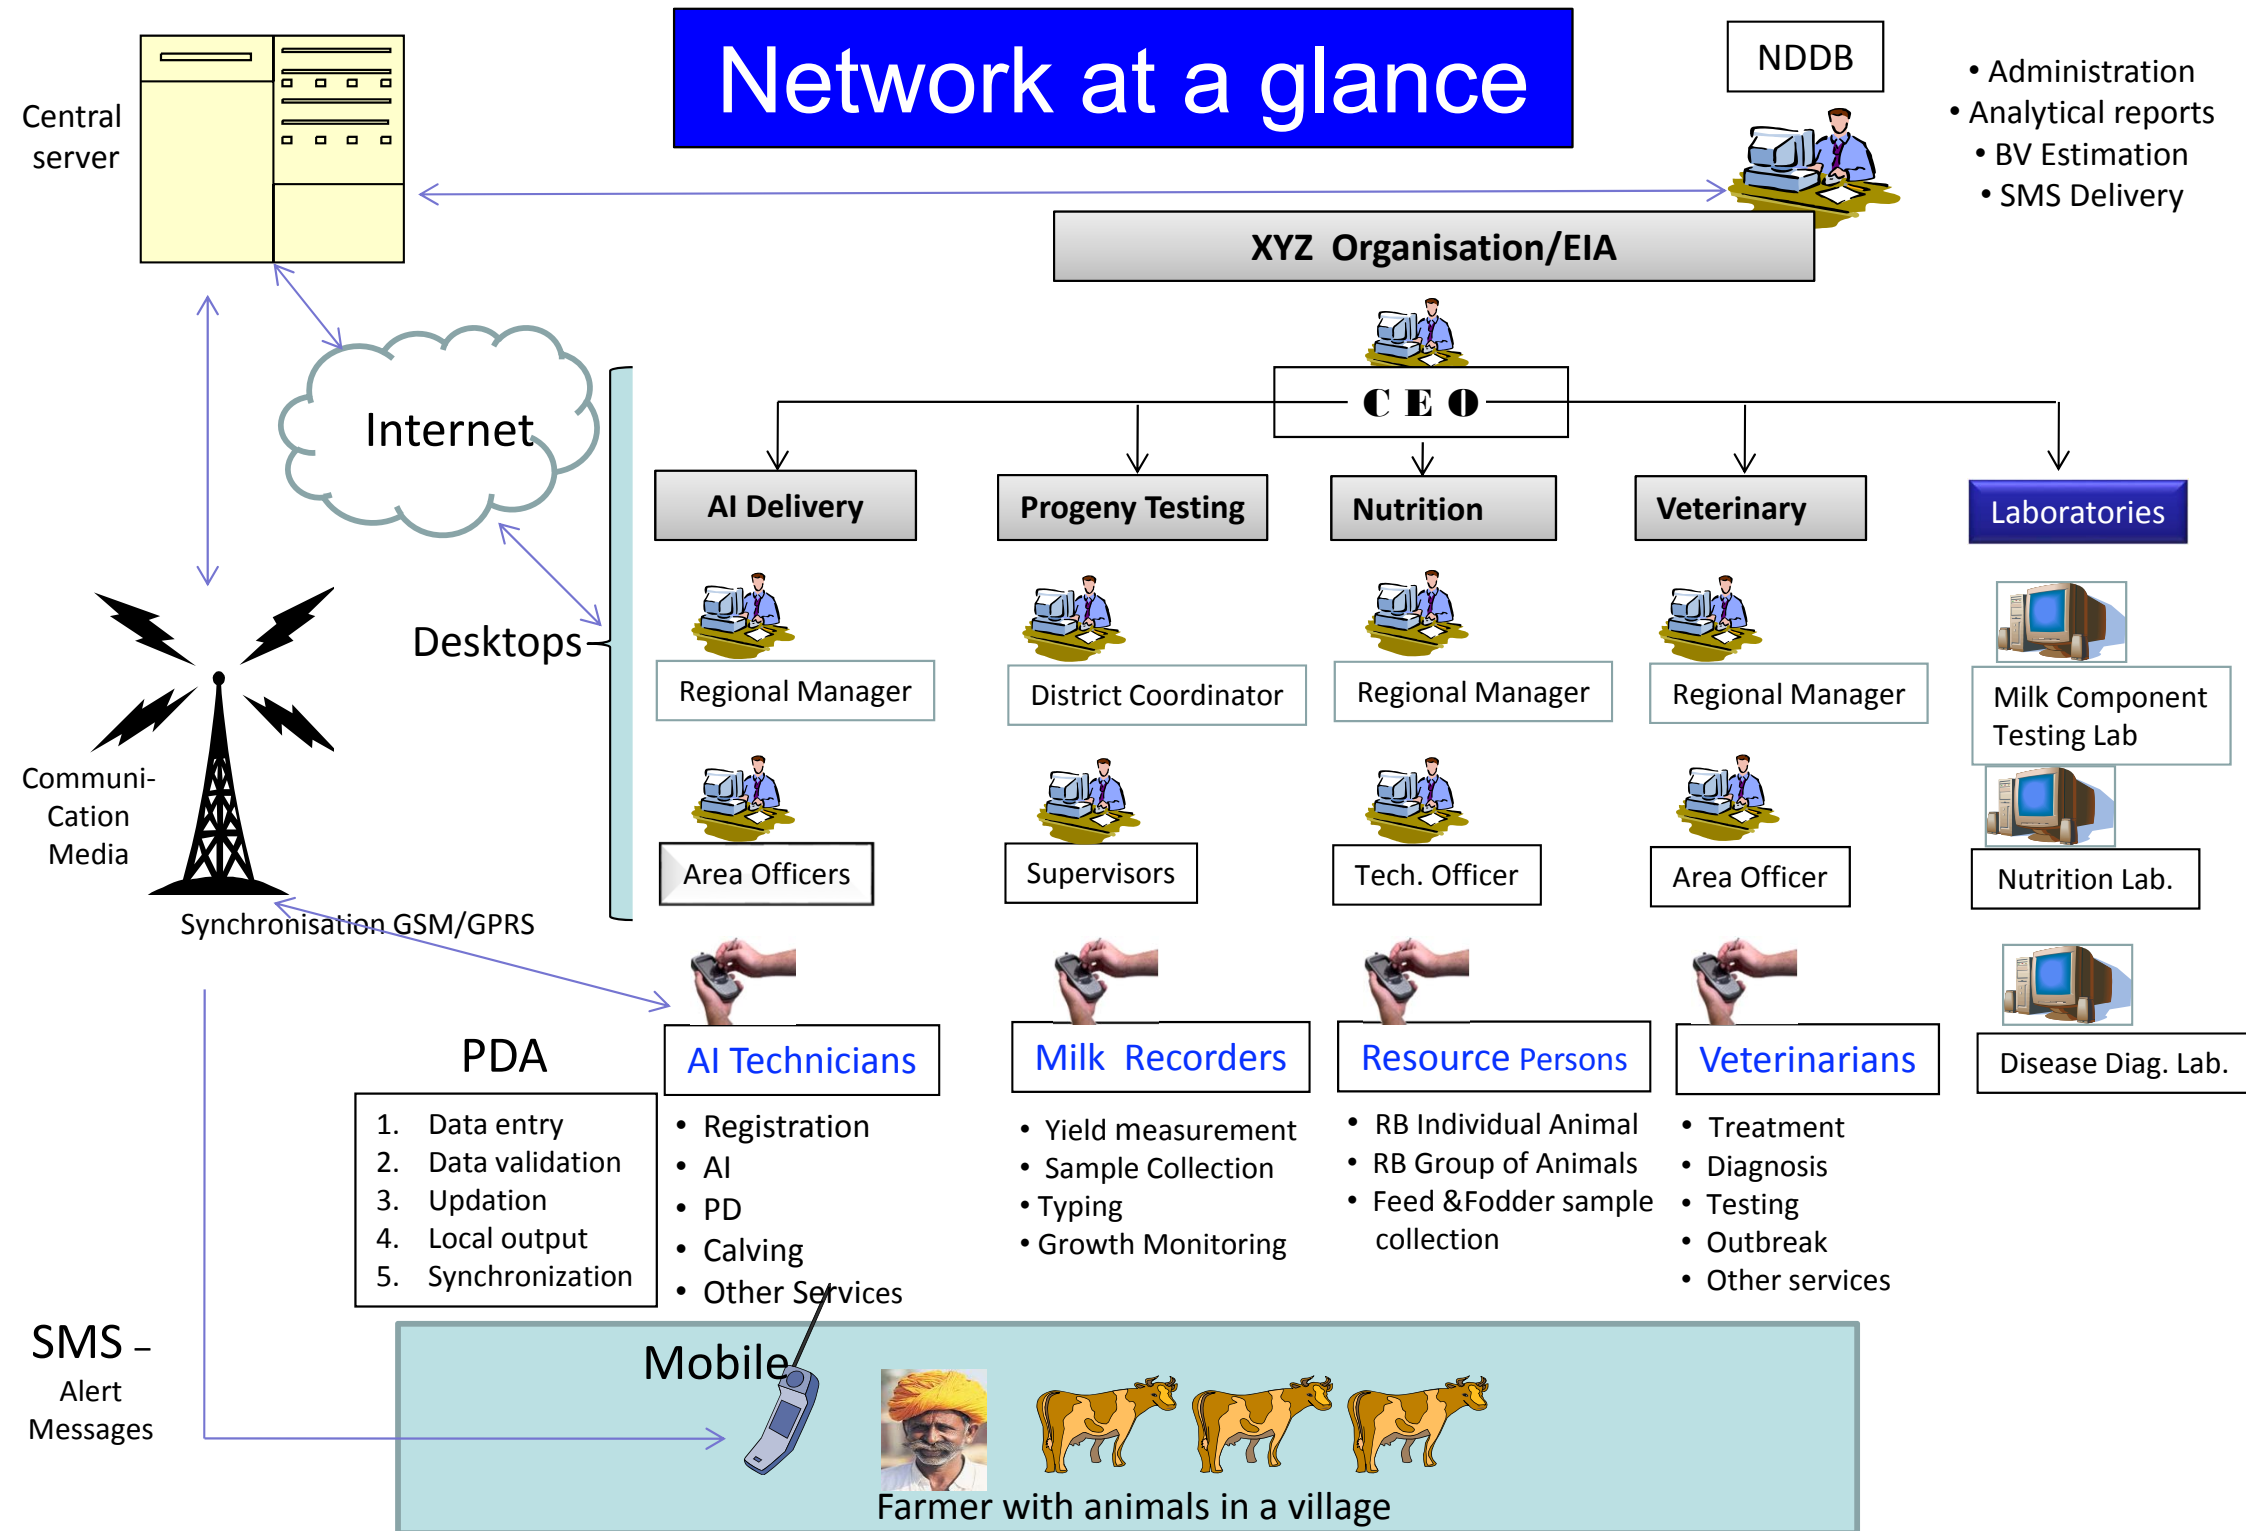 Network at a glance
NDDB
• Administration
• Analytical reports
• BV Estimation
• SMS Delivery
Central
server
XYZ Organisation/EIA
C E O
Internet
AI Delivery
Progeny Testing
Nutrition
Veterinary
Laboratories
Desktops
Regional Manager
District Coordinator
Regional Manager
Regional Manager
Milk Component
Testing Lab
Communi-
Cation
Media
Area Officers
Supervisors
Tech. Officer
Area Officer
Nutrition Lab.
Synchronisation GSM/GPRS
PDA
AI Technicians
Milk Recorders
Resource Persons
Veterinarians
Disease Diag. Lab.
1. Data entry
2. Data validation
3. Updation
4. Local output
5. Synchronization
• Registration
• AI
• PD
• Calving
• Other Services
• Yield measurement
• Sample Collection
• Typing
• Growth Monitoring
• RB Individual Animal
• RB Group of Animals
• Feed &Fodder sample
collection
• Treatment
• Diagnosis
• Testing
• Outbreak
• Other services
SMS –
Alert
Messages
Mobile
Farmer with animals in a village